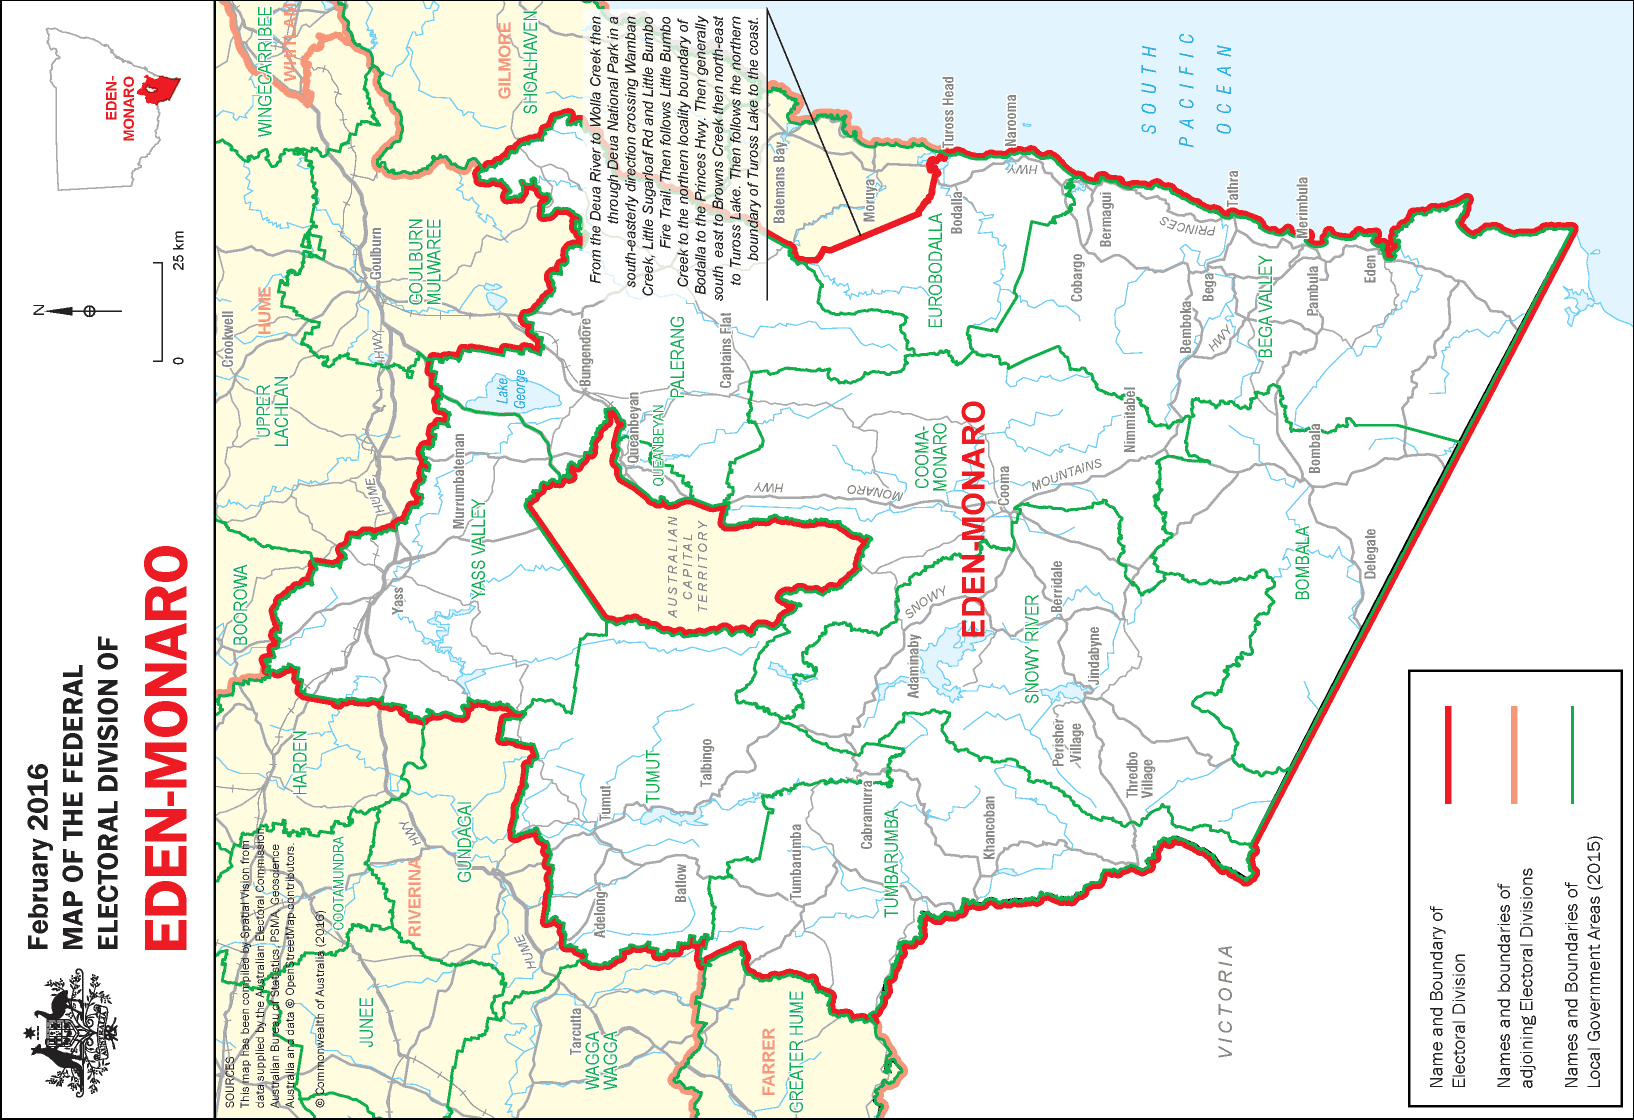 February 2016
MAP OF THE FEDERAL
ELECTORAL DIVISION OF
EDEN-MONARO
N
0
25 km
EDEN-
MONARO
SOURCES
This map has been compiled by Spatial Vision from
data supplied by the Australian Electoral Commission,
Australian Bureau of Statistics, PSMA, Geoscience
Australia and data © OpenStreetMap contributors.
© Commonwealth of Australia (2016)
From the Deua River to Wolla Creek then
through Deua National Park in a
south-easterly direction crossing Wamban
Creek, Little Sugarloaf Rd and Little Bumbo
Fire Trail. Then follows Little Bumbo
Creek to the northern locality boundary of
Bodalla to the Princes Hwy. Then generally
south east to Browns Creek then north-east
to Tuross Lake. Then follows the northern
boundary of Tuross Lake to the coast.
WINGECARRIBEE
WHITLAM
GILMORE
SHOALHAVEN
HUME
Crookwell
UPPER
LACHLAN
Goulburn
GOULBURN
MULWAREE
HWY
HUME
BOOROWA
HARDEN
COOTAMUNDRA
RIVERINA
HWY
GUNDAGAI
JUNEE
HUME
Tarcutta
WAGGA
WAGGA
FARRER
GREATER HUME
Yass
YASS VALLEY
Murrumbateman
Lake
George
Bungendore
Queanbeyan
QUEANBEYAN
PALERANG
Captains Flat
AUSTRALIAN
CAPITAL
TERRITORY
Batemans Bay
Moruya
Tuross Head
Bodalla
Narooma
HWY
EUROBODALLA
Cobargo
Bermagui
PRINCES
Tathra
Bega
Bemboka
HWY
BEGA VALLEY
Merimbula
Pambula
Eden
SOUTH
PACIFIC
OCEAN
HWY
MONARO
COOMA-
MONARO
EDEN-MONARO
Cooma
MOUNTAINS
Nimmitabel
Bombala
BOMBALA
Delegate
SNOWY
Adaminaby
SNOWY RIVER
Berridale
Jindabyne
Perisher
Village
Thredbo
Village
Tumut
TUMUT
Talbingo
Adelong
Batlow
Tumbarumba
Cabramurra
TUMBARUMBA
Khancoban
VICTORIA
Name and Boundary of
Electoral Division
Names and boundaries of
adjoining Electoral Divisions
Names and Boundaries of
Local Government Areas (2015)